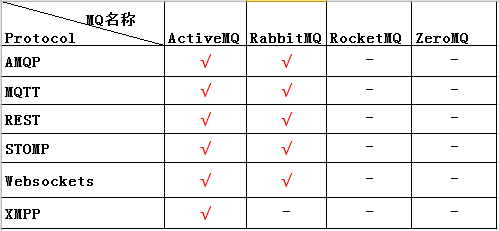 MQ名称
Protocol ActiveMQ RabbitMQ RocketMQ ZeroMQ
AMQP √ √ - -
MQTT √ √ - -
REST √ √ - -
STOMP √ √ - -
Websockets √ √ - -
XMPP √ - - -